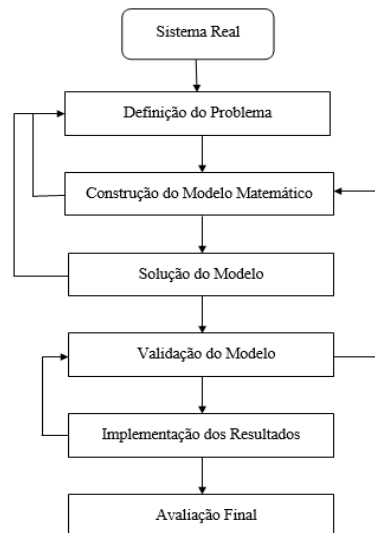 Sistema Real
Definição do Problema
Construção do Modelo Matemático
Solução do Modelo
Validação do Modelo
Implementação dos Resultados
Avaliação Final